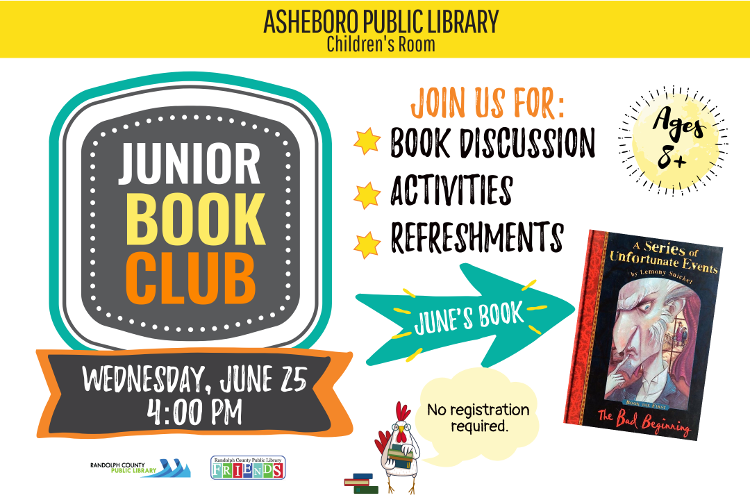 ASHEBORO PUBLIC LIBRARY
Children's Room
JUNIOR
BOOK
CLUB
WEDNESDAY, JUNE 25
4:00 PM
JOIN US FOR:
BOOK DISCUSSION
ACTIVITIES
REFRESHMENTS
Ages
8+
JUNE'S BOOK
A Series of
Unfortunate Events
by Lemony Snicket
BOOK THE FIRST
The Bad Beginning
No registration
required.
RANDOLPH COUNTY
PUBLIC LIBRARY
Randolph County Public Library
FRIENDS